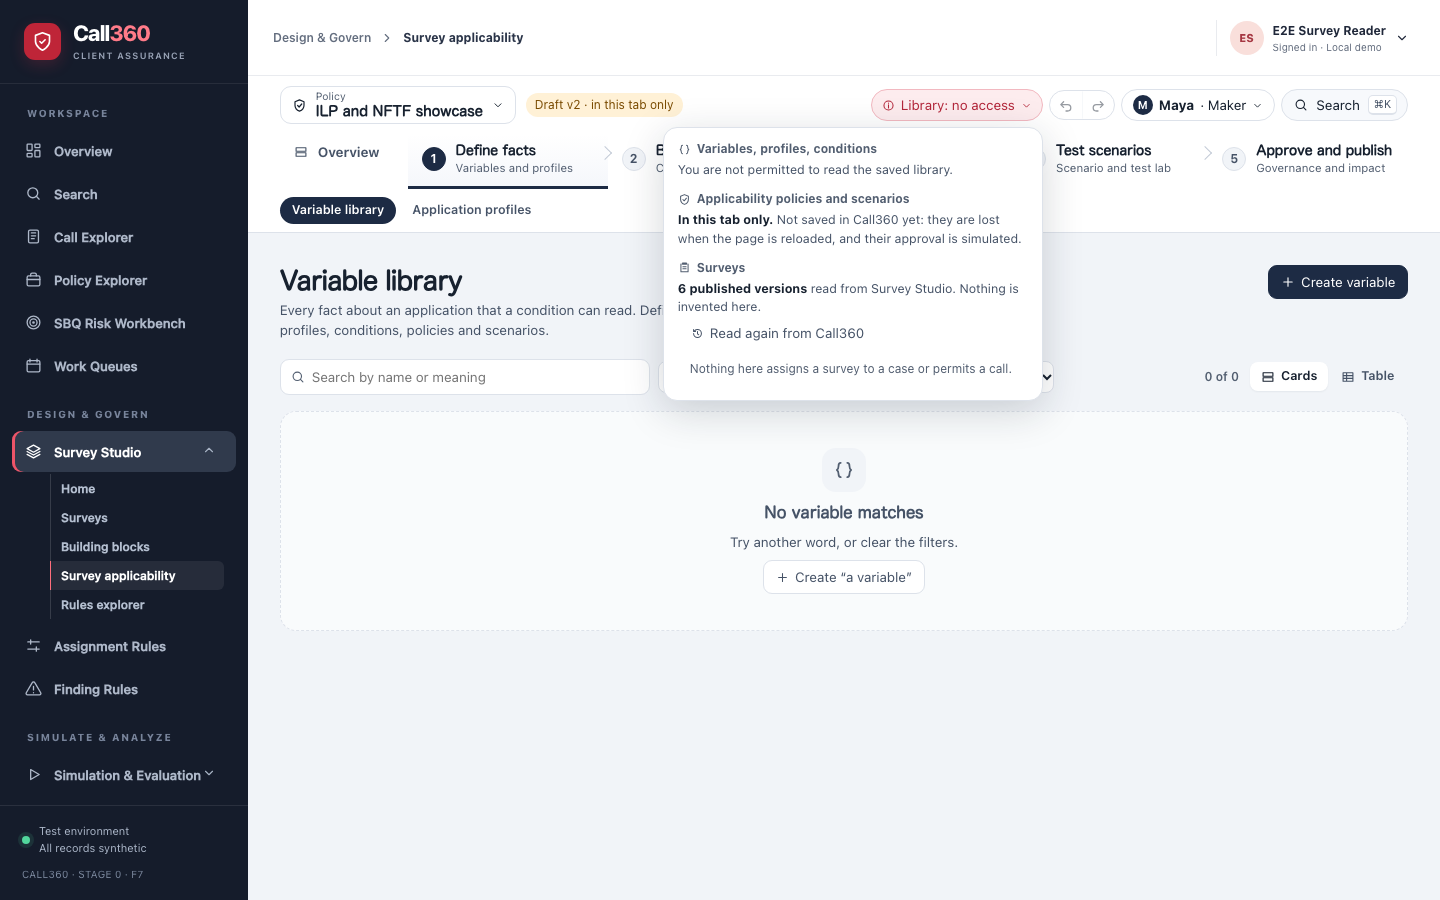 Call360
CLIENT ASSURANCE
WORKSPACE
Overview
Search
Call Explorer
Policy Explorer
SBQ Risk Workbench
Work Queues
DESIGN & GOVERN
Survey Studio
Home
Surveys
Building blocks
Survey applicability
Rules explorer
Assignment Rules
Finding Rules
SIMULATE & ANALYZE
Simulation & Evaluation
Test environment
All records synthetic
CALL360 · STAGE 0 · F7
Design & Govern > Survey applicability
ES
E2E Survey Reader
Signed in · Local demo
Policy
ILP and NFTF showcase
Draft v2 · in this tab only
Library: no access
M Maya · Maker
Search ⌘K
Overview
1 Define facts
Variables and profiles
2 B
C
Test scenarios
Scenario and test lab
5 Approve and publish
Governance and impact
Variable library
Application profiles
{} Variables, profiles, conditions
You are not permitted to read the saved library.
Applicability policies and scenarios
In this tab only. Not saved in Call360 yet: they are lost
when the page is reloaded, and their approval is simulated.
Surveys
6 published versions read from Survey Studio. Nothing is
invented here.
Read again from Call360
Nothing here assigns a survey to a case or permits a call.
Variable library
Every fact about an application that a condition can read. Def
profiles, conditions, policies and scenarios.
+ Create variable
Search by name or meaning
0 of 0
Cards
Table
{}
No variable matches
Try another word, or clear the filters.
+ Create “a variable”